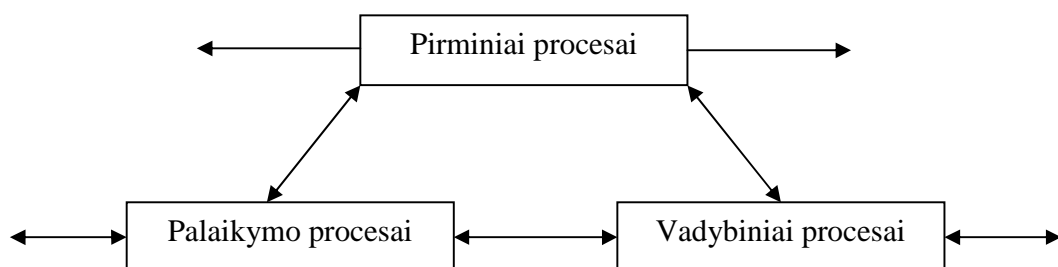 Pirminiai procesai
Palaikymo procesai
Vadybiniai procesai